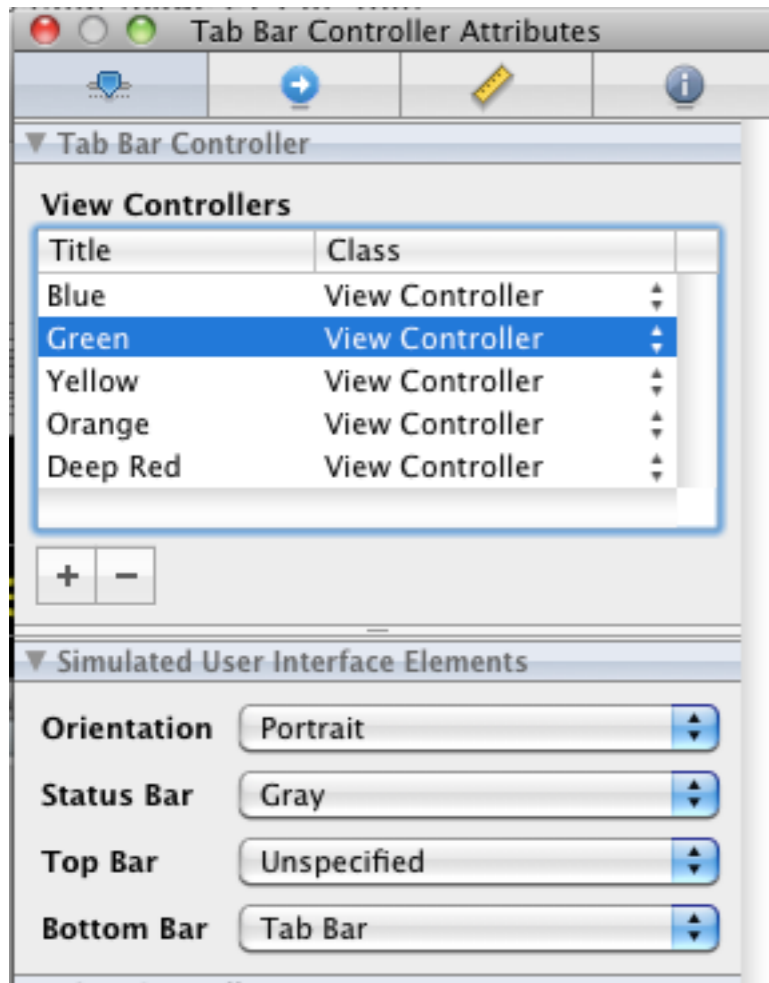 Tab Bar Controller Attributes
Tab Bar Controller
View Controllers
Title Class
Blue View Controller
Green View Controller
Yellow View Controller
Orange View Controller
Deep Red View Controller
+ −
Simulated User Interface Elements
Orientation Portrait
Status Bar Gray
Top Bar Unspecified
Bottom Bar Tab Bar